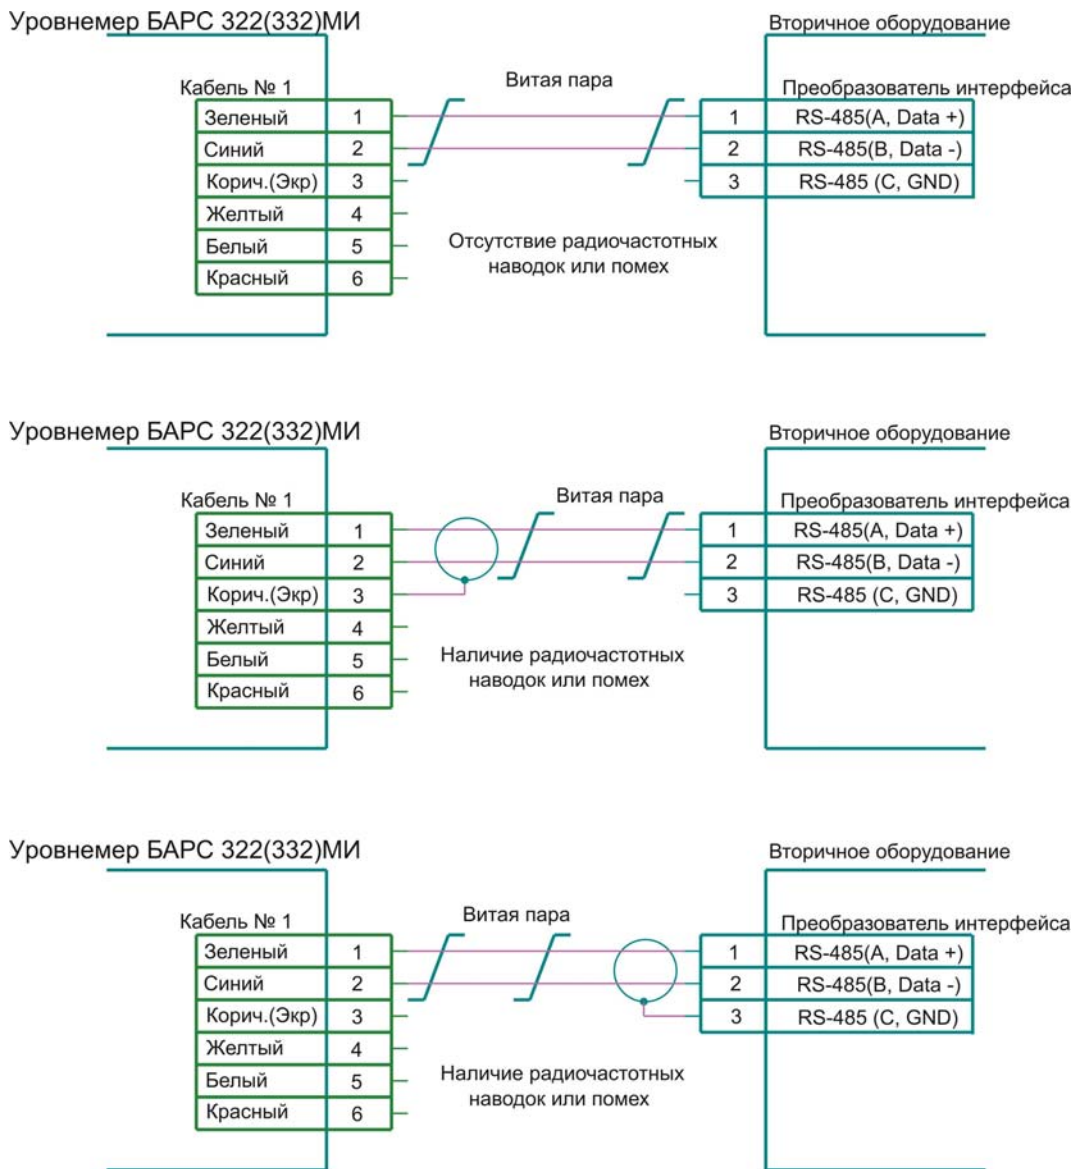 Уровнемер БАРС 322(332)МИ
Вторичное оборудование
Кабель № 1
Витая пара
Преобразователь интерфейса
Зеленый 1
1 RS-485(A, Data +)
Синий 2
2 RS-485(B, Data -)
Корич.(Экр) 3
3 RS-485 (C, GND)
Желтый 4
Белый 5
Красный 6
Отсутствие радиочастотных
наводок или помех
Уровнемер БАРС 322(332)МИ
Вторичное оборудование
Кабель № 1
Витая пара
Преобразователь интерфейса
Зеленый 1
1 RS-485(A, Data +)
Синий 2
2 RS-485(B, Data -)
Корич.(Экр) 3
3 RS-485 (C, GND)
Желтый 4
Белый 5
Красный 6
Наличие радиочастотных
наводок или помех
Уровнемер БАРС 322(332)МИ
Вторичное оборудование
Кабель № 1
Витая пара
Преобразователь интерфейса
Зеленый 1
1 RS-485(A, Data +)
Синий 2
2 RS-485(B, Data -)
Корич.(Экр) 3
3 RS-485 (C, GND)
Желтый 4
Белый 5
Красный 6
Наличие радиочастотных
наводок или помех